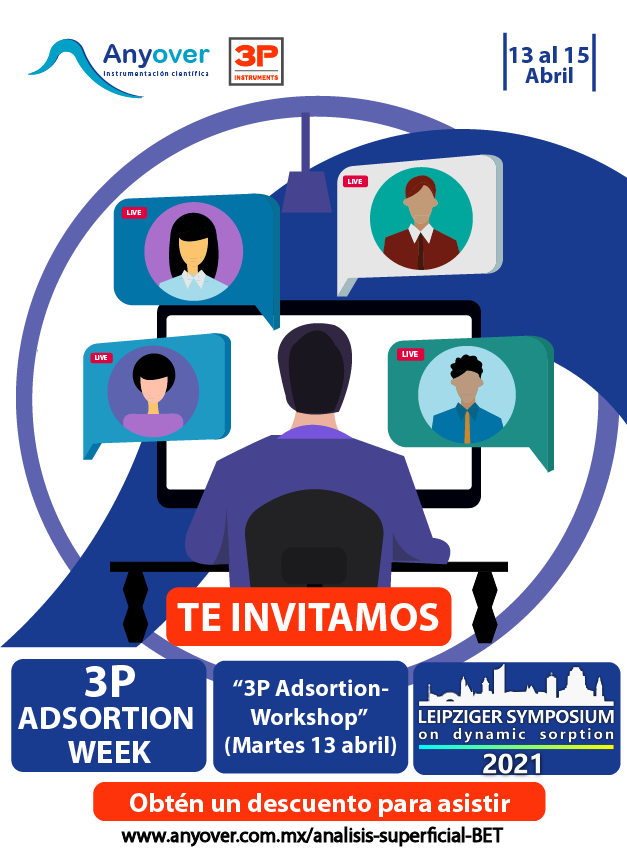 Anyover
Instrumentación científica
3P
INSTRUMENTS
13 al 15
Abril
LIVE
LIVE
LIVE
LIVE
TE INVITAMOS
3P
ADSORTION
WEEK
“3P Adsortion-
Workshop”
(Martes 13 abril)
LEIPZIGER SYMPOSIUM
on dynamic sorption
2021
Obtén un descuento para asistir
www.anyover.com.mx/analisis-superficial-BET